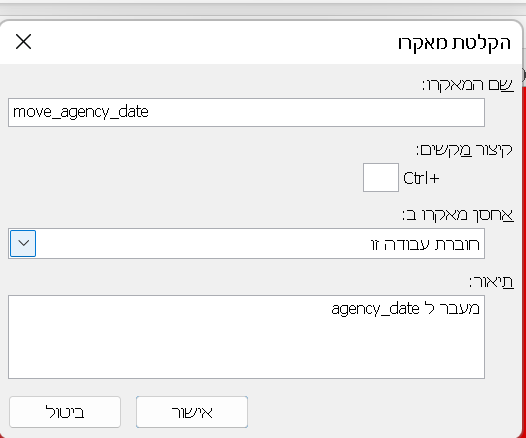 הקלטת מאקרו
שם המאקרו:
move_agency_date
קיצור מקשים:
Ctrl+
אחסן מאקרו ב:
חוברת עבודה זו
תיאור:
מעבר ל agency_date
אישור
ביטול